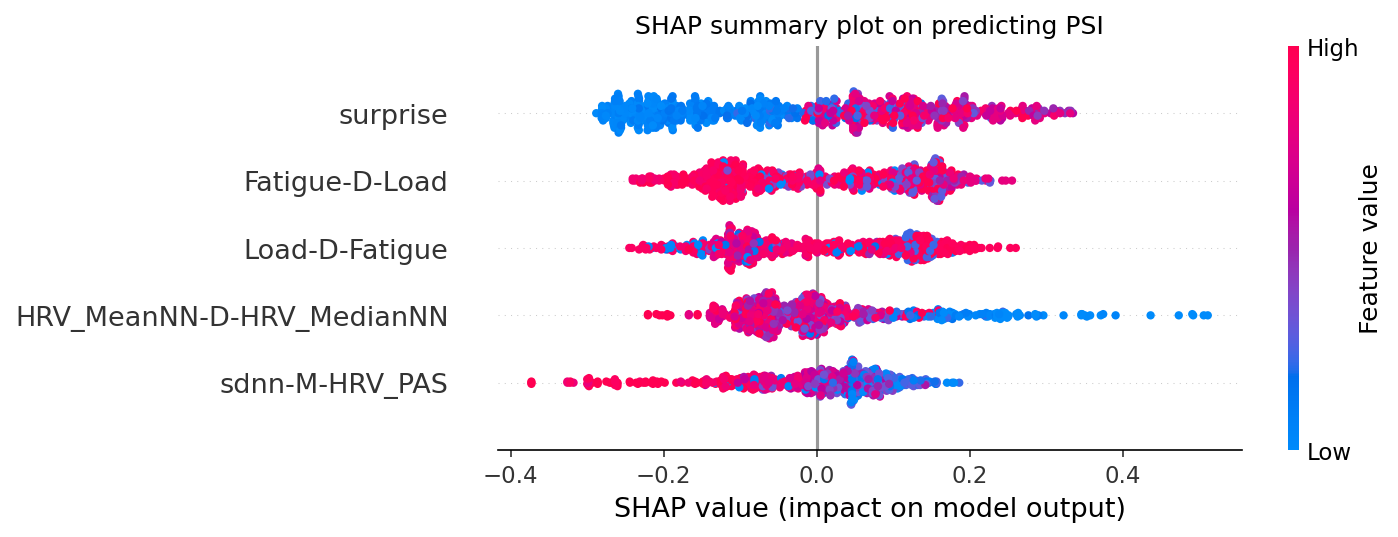 SHAP summary plot on predicting PSI
High
surprise
Fatigue-D-Load
Load-D-Fatigue
HRV_MeanNN-D-HRV_MedianNN
sdnn-M-HRV_PAS
Feature value
Low
−0.4 −0.2 0.0 0.2 0.4
SHAP value (impact on model output)